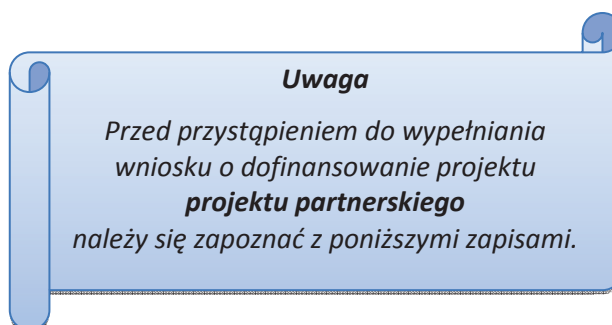 Uwaga
Przed przystąpieniem do wypełniania
wniosku o dofinansowanie projektu
projektu partnerskiego
należy się zapoznać z poniższymi zapisami.